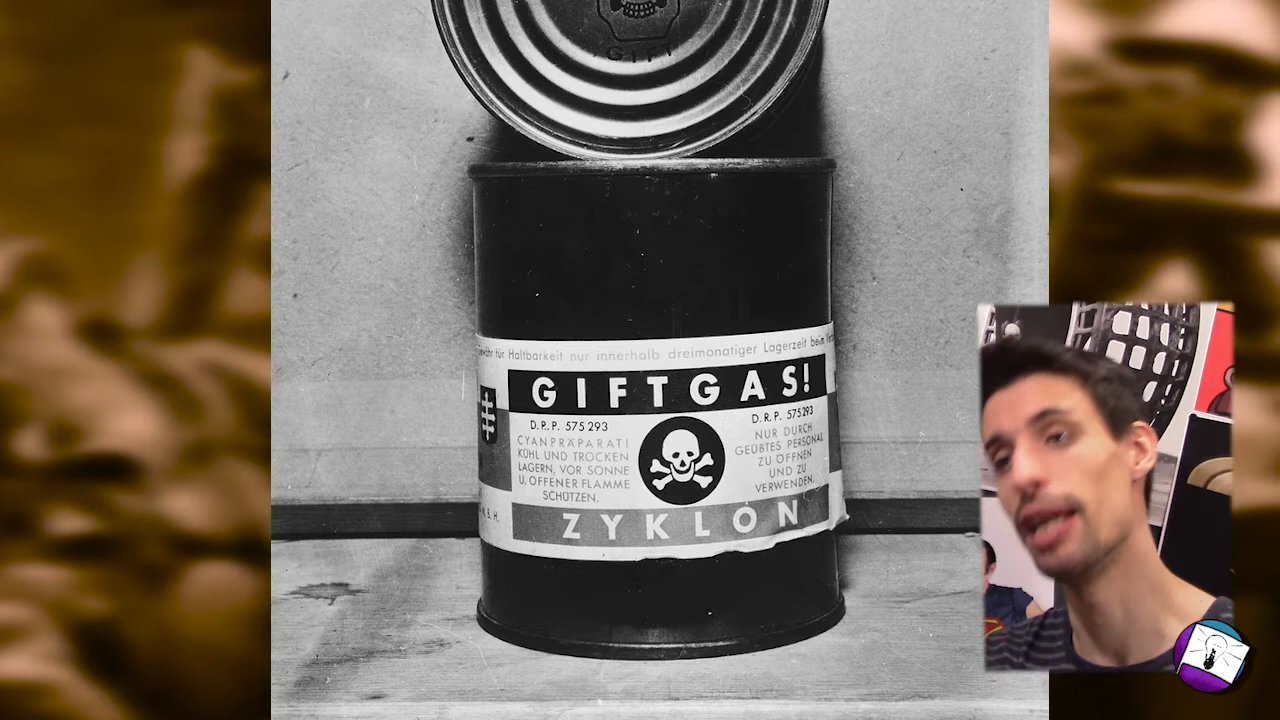 GIFT
für Haltbarkeit nur innerhalb dreimonatiger Lagerzeit beim
GIFTGAS!
D.R.P. 575 293
CYANPRÄPARAT!
KÜHL UND TROCKEN
LAGERN, VOR SONNE
U. OFFENER FLAMME
SCHÜTZEN.
D.R.P. 575293
NUR DURCH
GEÜBTES PERSONAL
ZU ÖFFNEN
UND ZU
VERWENDEN.
ZYKLON